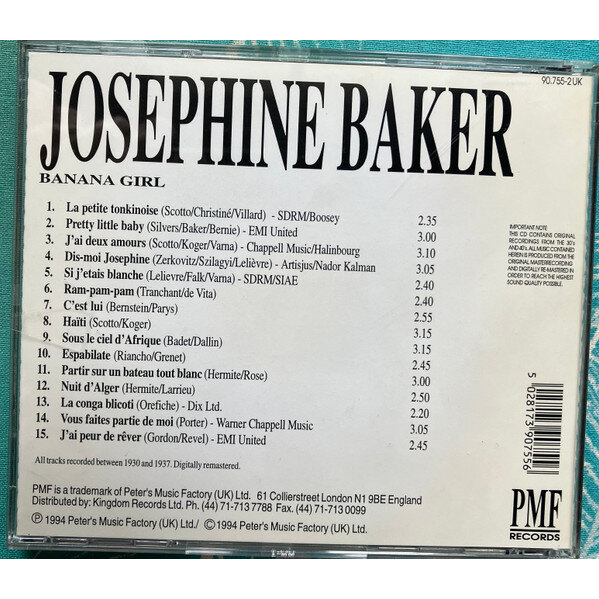 90.755-2 UK
JOSEPHINE BAKER
BANANA GIRL
1. La petite tonkinoise (Scotto/Christiné/Villard) - SDRM/Boosey 2.35
2. Pretty little baby (Silvers/Baker/Bernie) - EMI United 3.00
3. J'ai deux amours (Scotto/Koger/Varna) - Chappell Music/Halinbourg 3.10
4. Dis-moi Josephine (Zerkovitz/Szilagyi/Lelièvre) - Artisjus/Nador Kalman 3.05
5. Si j'etais blanche (Lelievre/Falk/Varna) - SDRM/SIAE 2.40
6. Ram-pam-pam (Tranchant/de Vita) 2.40
7. C'est lui (Bernstein/Parys) 2.55
8. Haïti (Scotto/Koger) 3.15
9. Sous le ciel d'Afrique (Badet/Dallin) 3.15
10. Espabilate (Riancho/Grenet) 2.45
11. Partir sur un bateau tout blanc (Hermite/Rose) 3.00
12. Nuit d'Alger (Hermite/Larrieu) 2.50
13. La conga blicoti (Orefiche) - Dix Ltd. 2.20
14. Vous faites partie de moi (Porter) - Warner Chappell Music 3.05
15. J'ai peur de rêver (Gordon/Revel) - EMI United 2.45
IMPORTANT NOTE
THIS CD CONTAINS ORIGINAL
RECORDINGS FROM THE 30'S
AND 40'S. ALL MUSIC CONTAINED
HEREIN IS PRODUCED FROM THE
ORIGINAL MASTERRECORDING
AND DIGITALLY RE-MASTERED IN
ORDER TO REACH THE HIGHEST
SOUND QUALITY POSSIBLE.
5 028173 907556
All tracks recorded between 1930 and 1937. Digitally remastered.
PMF is a trademark of Peter's Music Factory (UK) Ltd. 61 Collierstreet London N1 9BE England
Distributed by: Kingdom Records Ltd. Ph. (44) 71-713 7788 Fax. (44) 71-713 0099
Ⓟ 1994 Peter's Music Factory (UK) Ltd./ © 1994 Peter's Music Factory (UK) Ltd.
PMF
RECORDS